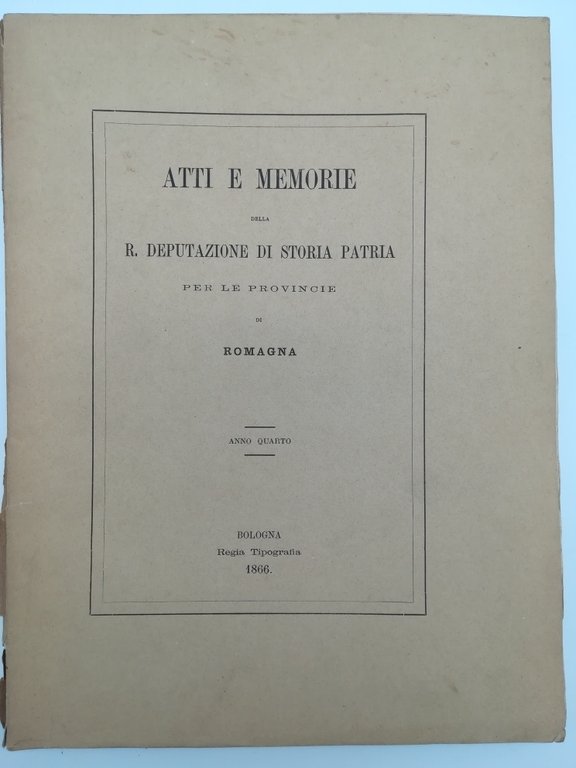 ATTI E MEMORIE
DELLA
R. DEPUTAZIONE DI STORIA PATRIA
PER LE PROVINCIE
DI
ROMAGNA
ANNO QUARTO
BOLOGNA
Regia Tipografia
1866.